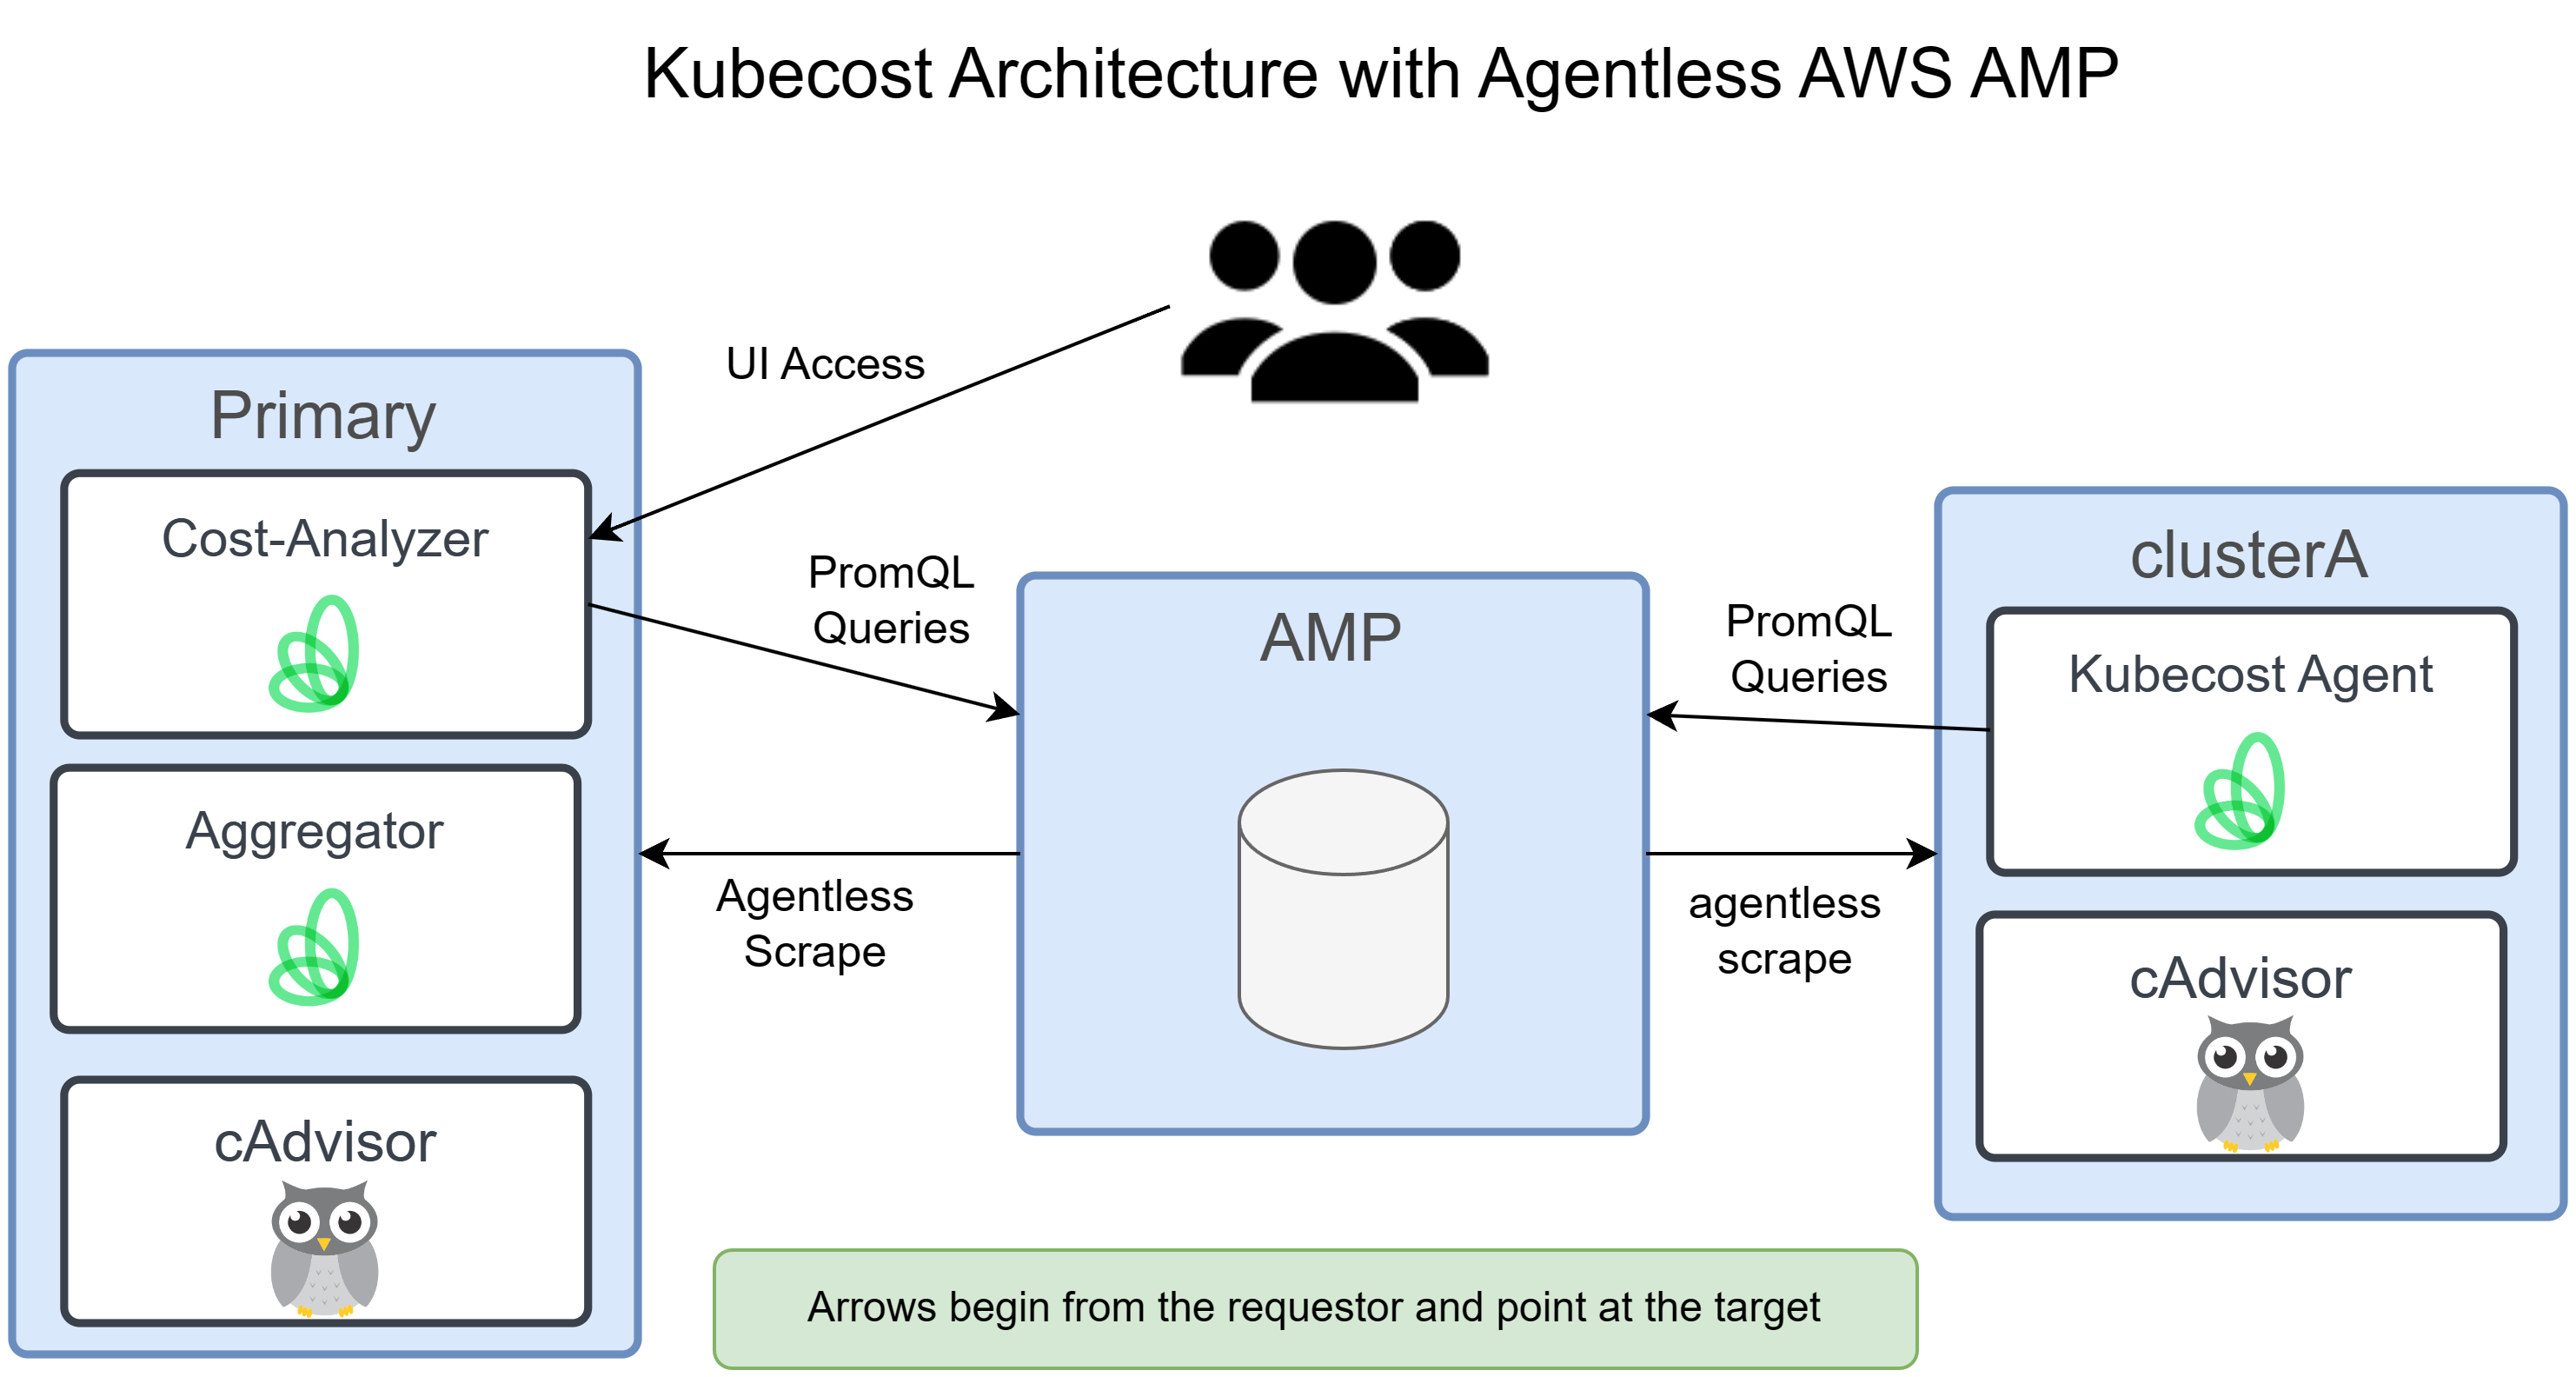 Kubecost Architecture with Agentless AWS AMP
UI Access
Primary
Cost-Analyzer
PromQL
Queries
Aggregator
Agentless
Scrape
cAdvisor
AMP
PromQL
Queries
agentless
scrape
clusterA
Kubecost Agent
cAdvisor
Arrows begin from the requestor and point at the target